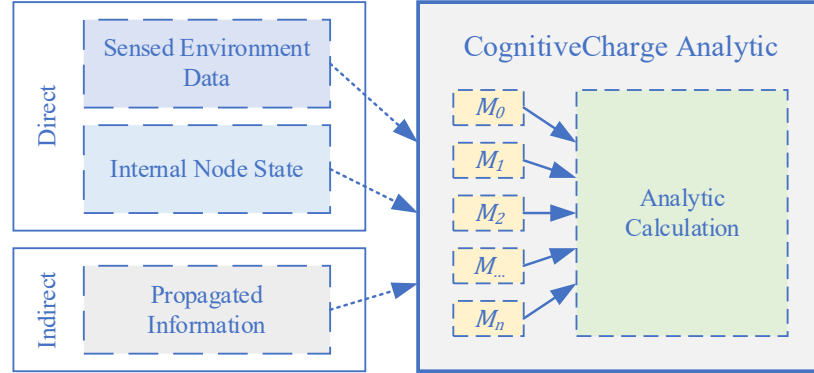 Direct
Sensed Environment
Data
Internal Node State
Indirect
Propagated
Information
CognitiveCharge Analytic
M0
M1
M2
M...
Mn
Analytic
Calculation